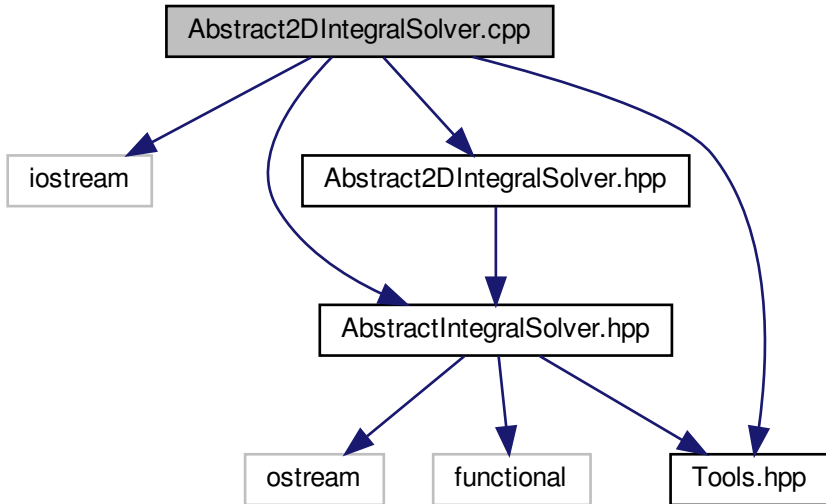 Abstract2DIntegralSolver.cpp
iostream
Abstract2DIntegralSolver.hpp
AbstractIntegralSolver.hpp
ostream
functional
Tools.hpp